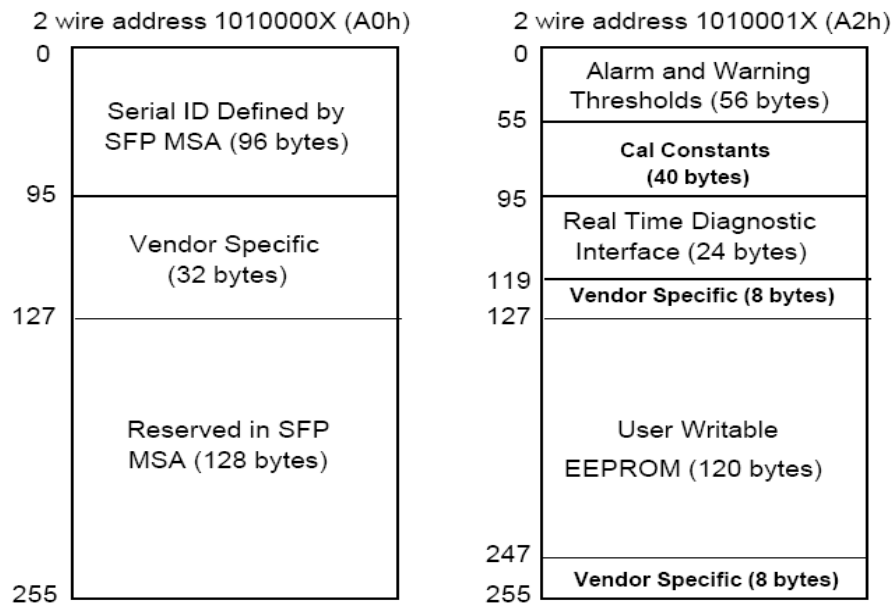 2 wire address 1010000X (A0h)
0
Serial ID Defined by
SFP MSA (96 bytes)
95
Vendor Specific
(32 bytes)
127
Reserved in SFP
MSA (128 bytes)
255
2 wire address 1010001X (A2h)
0
Alarm and Warning
Thresholds (56 bytes)
55
Cal Constants
(40 bytes)
95
Real Time Diagnostic
Interface (24 bytes)
119
Vendor Specific (8 bytes)
127
User Writable
EEPROM (120 bytes)
247
Vendor Specific (8 bytes)
255